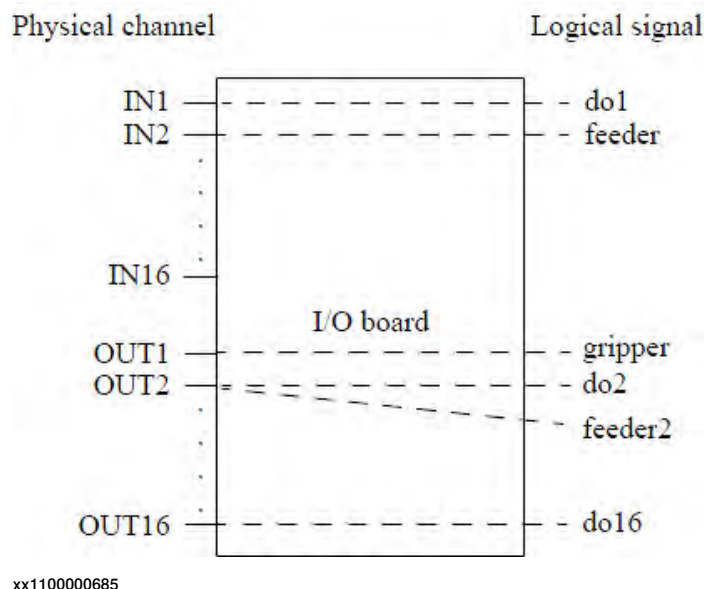 Physical channel Logical signal
IN1 do1
IN2 feeder
IN16
I/O board
OUT1 gripper
OUT2 do2
feeder2
OUT16 do16
xx1100000685